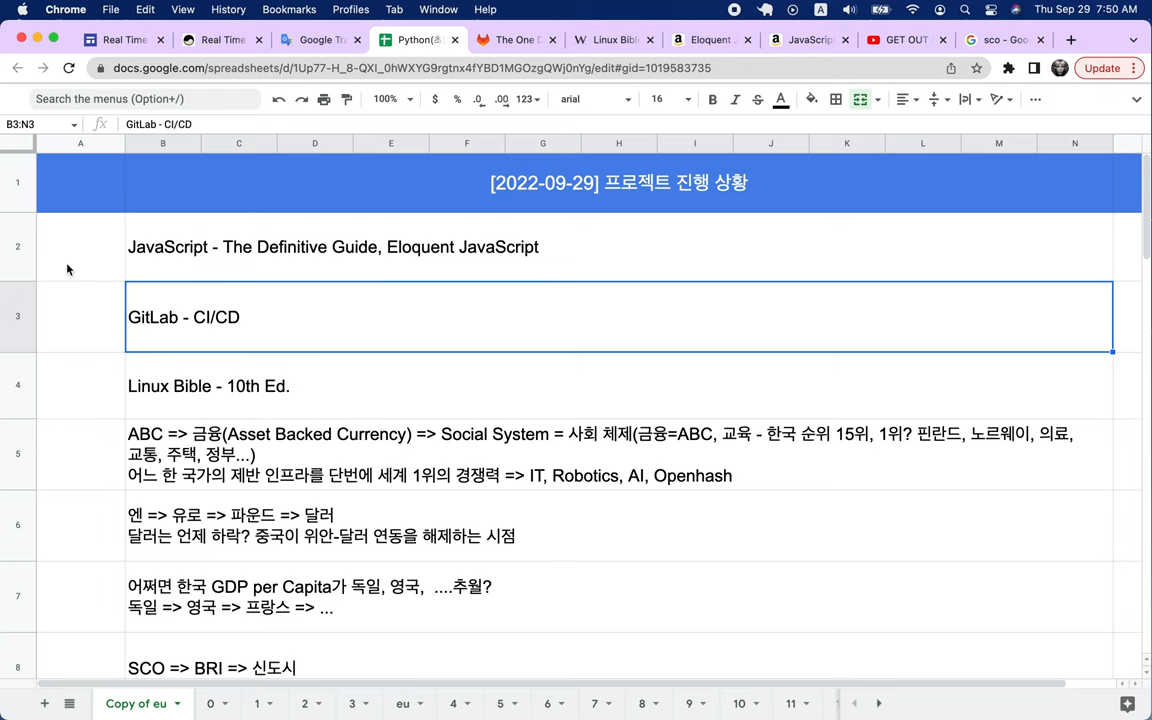 Chrome File Edit View History Bookmarks Profiles Tab Window Help A Thu Sep 29 7:50 AM
Real Time Real Time Google Tra Python(초 The One D Linux Bible Eloquent JavaScript GET OUT sco - Goo
docs.google.com/spreadsheets/d/1Up77-H_8-QXI_0hWXYG9rgtnx4fYBD1MGOzgQWj0nYg/edit#gid=1019583735 Update
Search the menus (Option+/) 100% $ % .0 .00 123 arial 16 B I S A
B3:N3 fx GitLab - CI/CD
A B C D E F G H I J K L M N
1 [2022-09-29] 프로젝트 진행 상황
2 JavaScript - The Definitive Guide, Eloquent JavaScript
3 GitLab - CI/CD
4 Linux Bible - 10th Ed.
ABC => 금융(Asset Backed Currency) => Social System = 사회 체제(금융=ABC, 교육 - 한국 순위 15위, 1위? 핀란드, 노르웨이, 의료,
5 교통, 주택, 정부...)
어느 한 국가의 제반 인프라를 단번에 세계 1위의 경쟁력 => IT, Robotics, AI, Openhash
엔 => 유로 => 파운드 => 달러
6 달러는 언제 하락? 중국이 위안-달러 연동을 해제하는 시점
어쩌면 한국 GDP per Capita가 독일, 영국, ....추월?
7 독일 => 영국 => 프랑스 => ...
8 SCO => BRI => 신도시
Copy of eu 0 1 2 3 eu 4 5 6 7 8 9 10 11